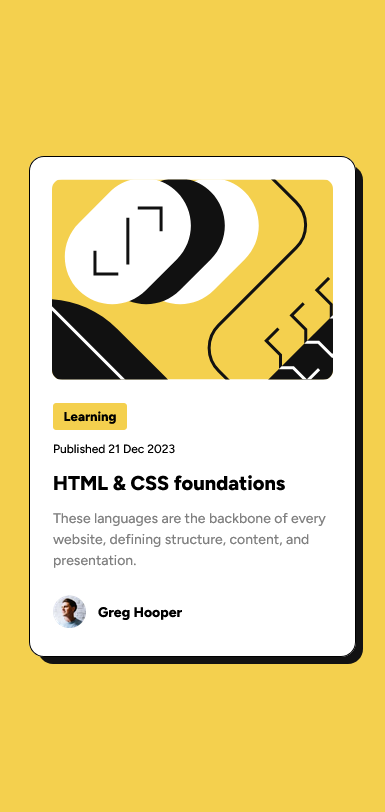 Learning
Published 21 Dec 2023
HTML & CSS foundations
These languages are the backbone of every
website, defining structure, content, and
presentation.
Greg Hooper